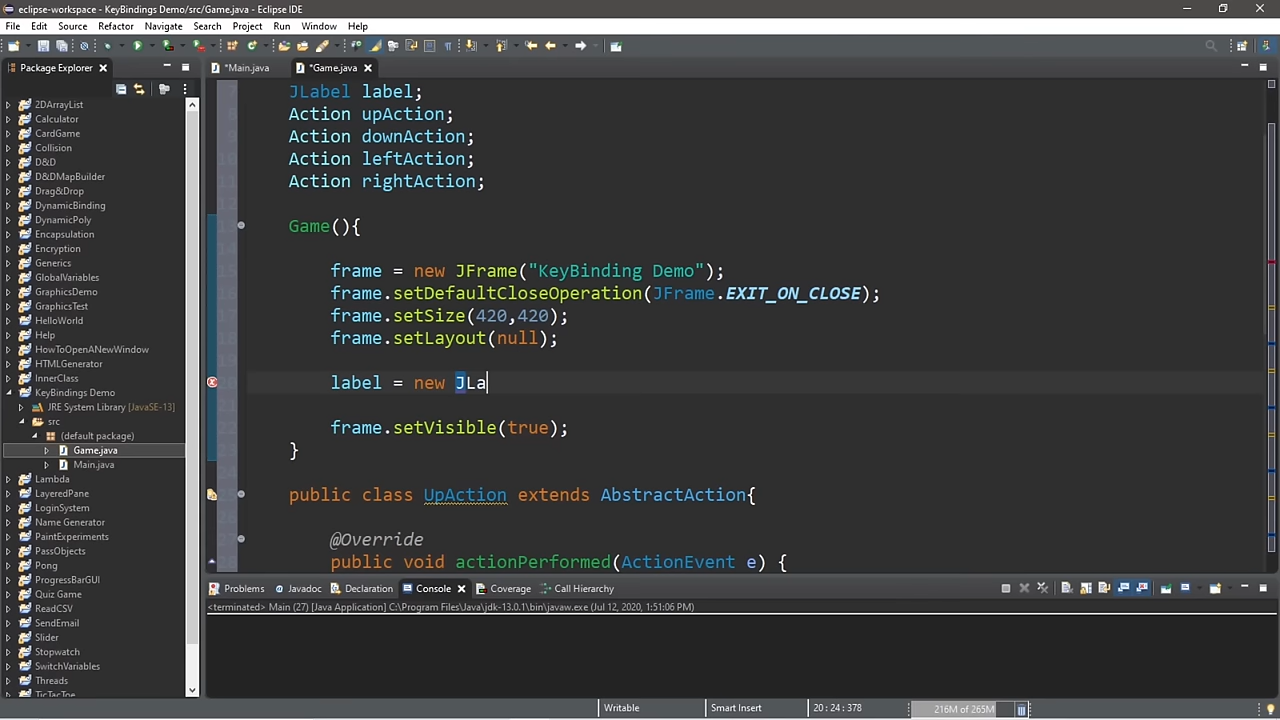 eclipse-workspace - KeyBindings Demo/src/Game.java - Eclipse IDE
File Edit Source Refactor Navigate Search Project Run Window Help
Package Explorer
*Main.java *Game.java
2DArrayList
Calculator
CardGame
Collision
D&D
D&DMapBuilder
Drag&Drop
DynamicBinding
DynamicPoly
Encapsulation
Encryption
Generics
GlobalVariables
GraphicsDemo
GraphicsTest
HelloWorld
Help
HowToOpenANewWindow
HTMLGenerator
InnerClass
KeyBindings Demo
JRE System Library [JavaSE-13]
src
(default package)
Game.java
Main.java
Lambda
LayeredPane
LoginSystem
Name Generator
PaintExperiments
PassObjects
Pong
ProgressBarGUI
Quiz Game
ReadCSV
SendEmail
Slider
Stopwatch
SwitchVariables
Threads
TicTacToe
JLabel label;
Action upAction;
Action downAction;
Action leftAction;
Action rightAction;
Game(){
frame = new JFrame("KeyBinding Demo");
frame.setDefaultCloseOperation(JFrame.EXIT_ON_CLOSE);
frame.setSize(420,420);
frame.setLayout(null);
label = new JLa
frame.setVisible(true);
}
public class UpAction extends AbstractAction{
@Override
public void actionPerformed(ActionEvent e) {
Problems Javadoc Declaration Console Coverage Call Hierarchy
<terminated> Main (27) [Java Application] C:\Program Files\Java\jdk-13.0.1\bin\javaw.exe (Jul 12, 2020, 1:51:06 PM)
Writable Smart Insert 20 : 24 : 378 216M of 265M